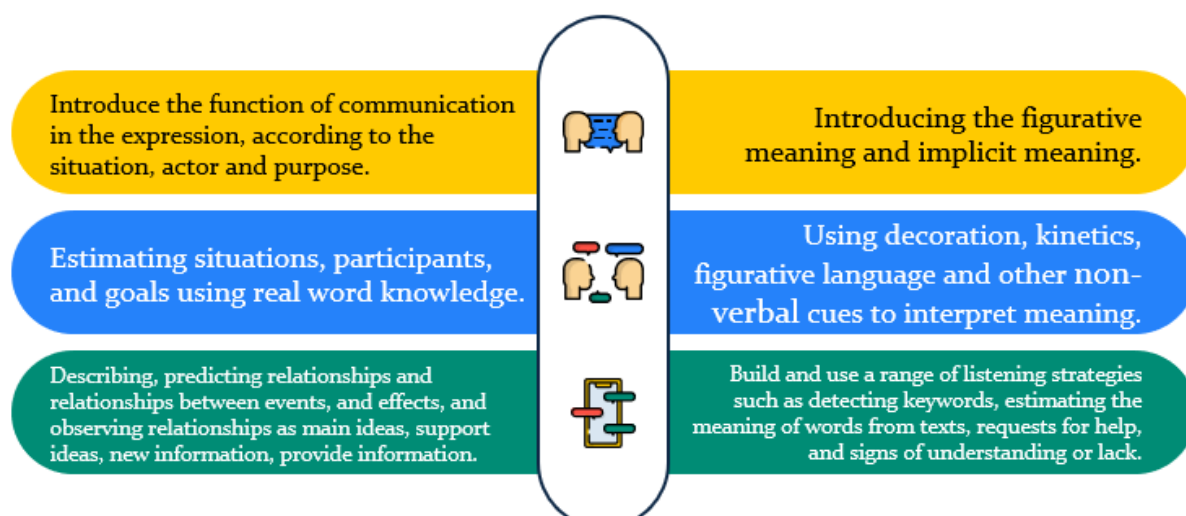 Introduce the function of communication
in the expression, according to the
situation, actor and purpose.
Introducing the figurative
meaning and implicit meaning.
Estimating situations, participants,
and goals using real word knowledge.
Using decoration, kinetics,
figurative language and other non-
verbal cues to interpret meaning.
Describing, predicting relationships and
relationships between events, and effects, and
observing relationships as main ideas, support
ideas, new information, provide information.
Build and use a range of listening strategies
such as detecting keywords, estimating the
meaning of words from texts, requests for help,
and signs of understanding or lack.